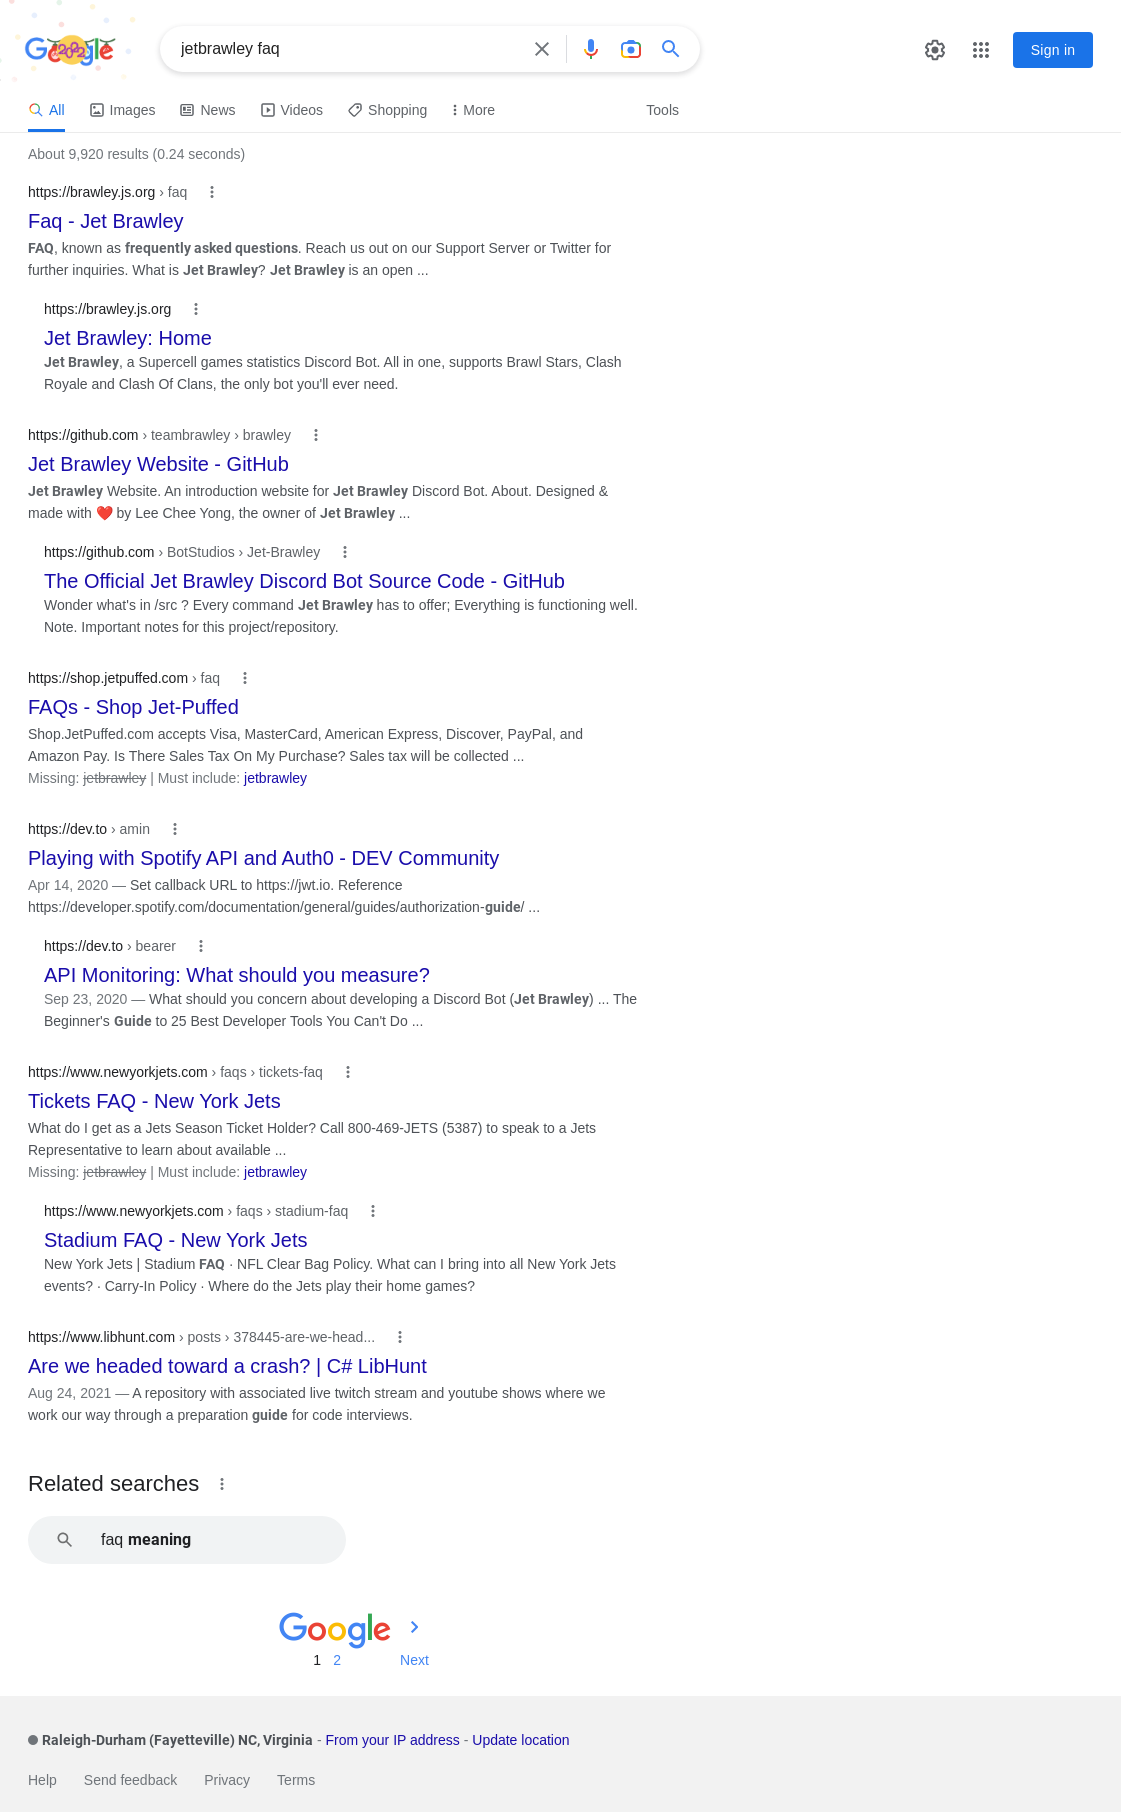 Google
jetbrawley faq
Sign in
All Images News Videos Shopping More Tools
About 9,920 results (0.24 seconds)
https://brawley.js.org › faq
Faq - Jet Brawley
FAQ, known as frequently asked questions. Reach us out on our Support Server or Twitter for
further inquiries. What is Jet Brawley? Jet Brawley is an open ...
https://brawley.js.org
Jet Brawley: Home
Jet Brawley, a Supercell games statistics Discord Bot. All in one, supports Brawl Stars, Clash
Royale and Clash Of Clans, the only bot you'll ever need.
https://github.com › teambrawley › brawley
Jet Brawley Website - GitHub
Jet Brawley Website. An introduction website for Jet Brawley Discord Bot. About. Designed &
made with ❤️ by Lee Chee Yong, the owner of Jet Brawley ...
https://github.com › BotStudios › Jet-Brawley
The Official Jet Brawley Discord Bot Source Code - GitHub
Wonder what's in /src ? Every command Jet Brawley has to offer; Everything is functioning well.
Note. Important notes for this project/repository.
https://shop.jetpuffed.com › faq
FAQs - Shop Jet-Puffed
Shop.JetPuffed.com accepts Visa, MasterCard, American Express, Discover, PayPal, and
Amazon Pay. Is There Sales Tax On My Purchase? Sales tax will be collected ...
Missing: jetbrawley | Must include: jetbrawley
https://dev.to › amin
Playing with Spotify API and Auth0 - DEV Community
Apr 14, 2020 — Set callback URL to https://jwt.io. Reference
https://developer.spotify.com/documentation/general/guides/authorization-guide/ ...
https://dev.to › bearer
API Monitoring: What should you measure?
Sep 23, 2020 — What should you concern about developing a Discord Bot (Jet Brawley) ... The
Beginner's Guide to 25 Best Developer Tools You Can't Do ...
https://www.newyorkjets.com › faqs › tickets-faq
Tickets FAQ - New York Jets
What do I get as a Jets Season Ticket Holder? Call 800-469-JETS (5387) to speak to a Jets
Representative to learn about available ...
Missing: jetbrawley | Must include: jetbrawley
https://www.newyorkjets.com › faqs › stadium-faq
Stadium FAQ - New York Jets
New York Jets | Stadium FAQ · NFL Clear Bag Policy. What can I bring into all New York Jets
events? · Carry-In Policy · Where do the Jets play their home games?
https://www.libhunt.com › posts › 378445-are-we-head...
Are we headed toward a crash? | C# LibHunt
Aug 24, 2021 — A repository with associated live twitch stream and youtube shows where we
work our way through a preparation guide for code interviews.
Related searches
faq meaning
Google
1 2 Next
Raleigh-Durham (Fayetteville) NC, Virginia - From your IP address - Update location
Help Send feedback Privacy Terms